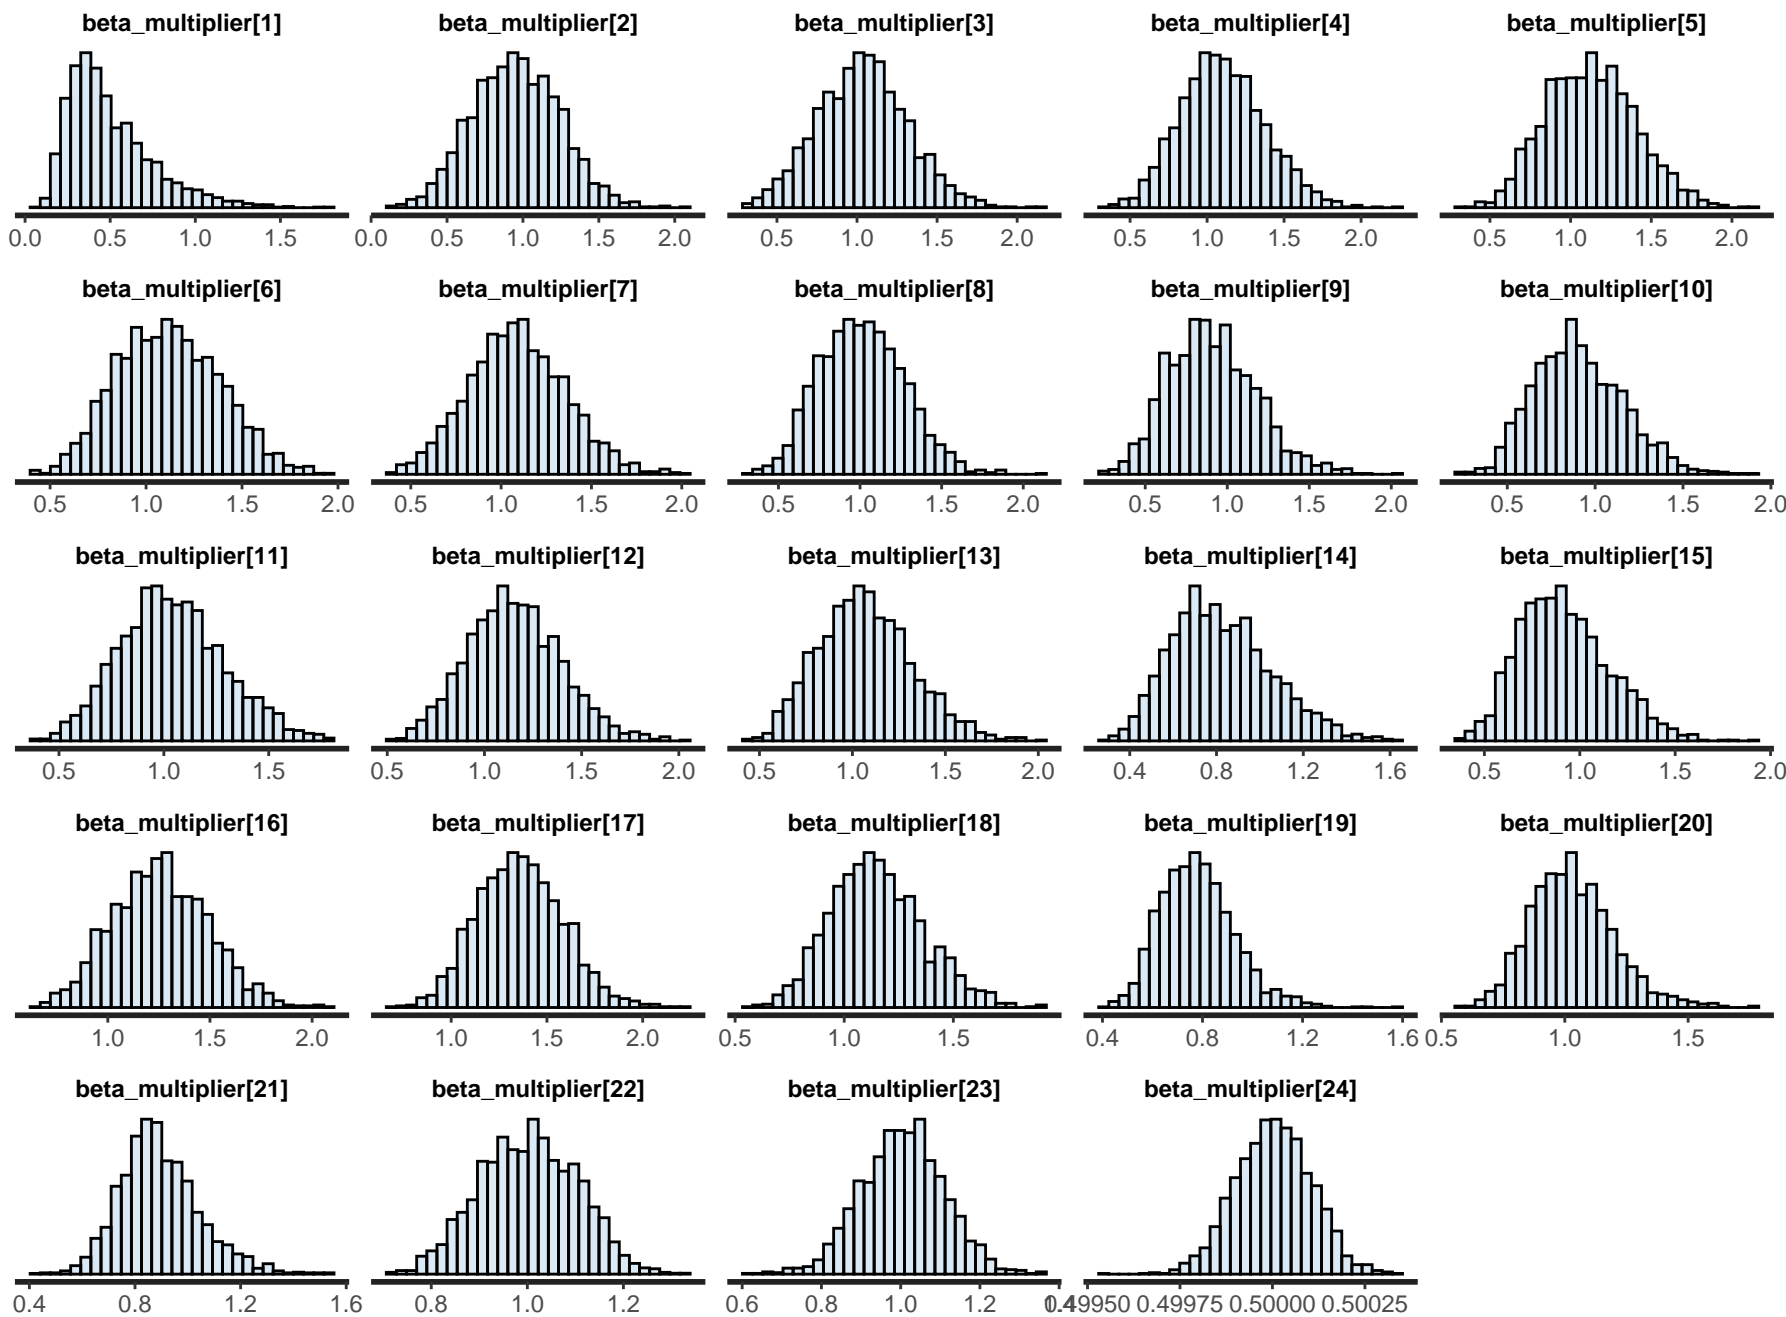 beta_multiplier[1] beta_multiplier[2] beta_multiplier[3] beta_multiplier[4] beta_multiplier[5]
0.0 0.5 1.0 1.5 0.0 0.5 1.0 1.5 2.0 0.5 1.0 1.5 2.0 0.5 1.0 1.5 2.0 0.5 1.0 1.5 2.0
beta_multiplier[6] beta_multiplier[7] beta_multiplier[8] beta_multiplier[9] beta_multiplier[10]
0.5 1.0 1.5 2.0 0.5 1.0 1.5 2.0 0.5 1.0 1.5 2.0 0.5 1.0 1.5 2.0 0.5 1.0 1.5 2.0
beta_multiplier[11] beta_multiplier[12] beta_multiplier[13] beta_multiplier[14] beta_multiplier[15]
0.5 1.0 1.5 0.5 1.0 1.5 2.0 0.5 1.0 1.5 2.0 0.4 0.8 1.2 1.6 0.5 1.0 1.5 2.0
beta_multiplier[16] beta_multiplier[17] beta_multiplier[18] beta_multiplier[19] beta_multiplier[20]
1.0 1.5 2.0 1.0 1.5 2.0 0.5 1.0 1.5 0.4 0.8 1.2 1.6 0.5 1.0 1.5
beta_multiplier[21] beta_multiplier[22] beta_multiplier[23] beta_multiplier[24]
0.4 0.8 1.2 1.6 0.8 1.0 1.2 0.6 0.8 1.0 1.2 1.4 0.49950 0.49975 0.50000 0.50025